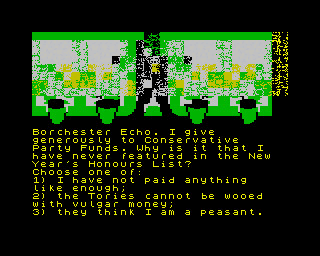 Borchester Echo. I give
generously to Conservative
Party Funds. Why is it that I
have never featured in the New
Year's Honours List?
Choose one of:
1) I have not paid anything
like enough;
2) the Tories cannot be wooed
with vulgar money;
3) they think I am a peasant.